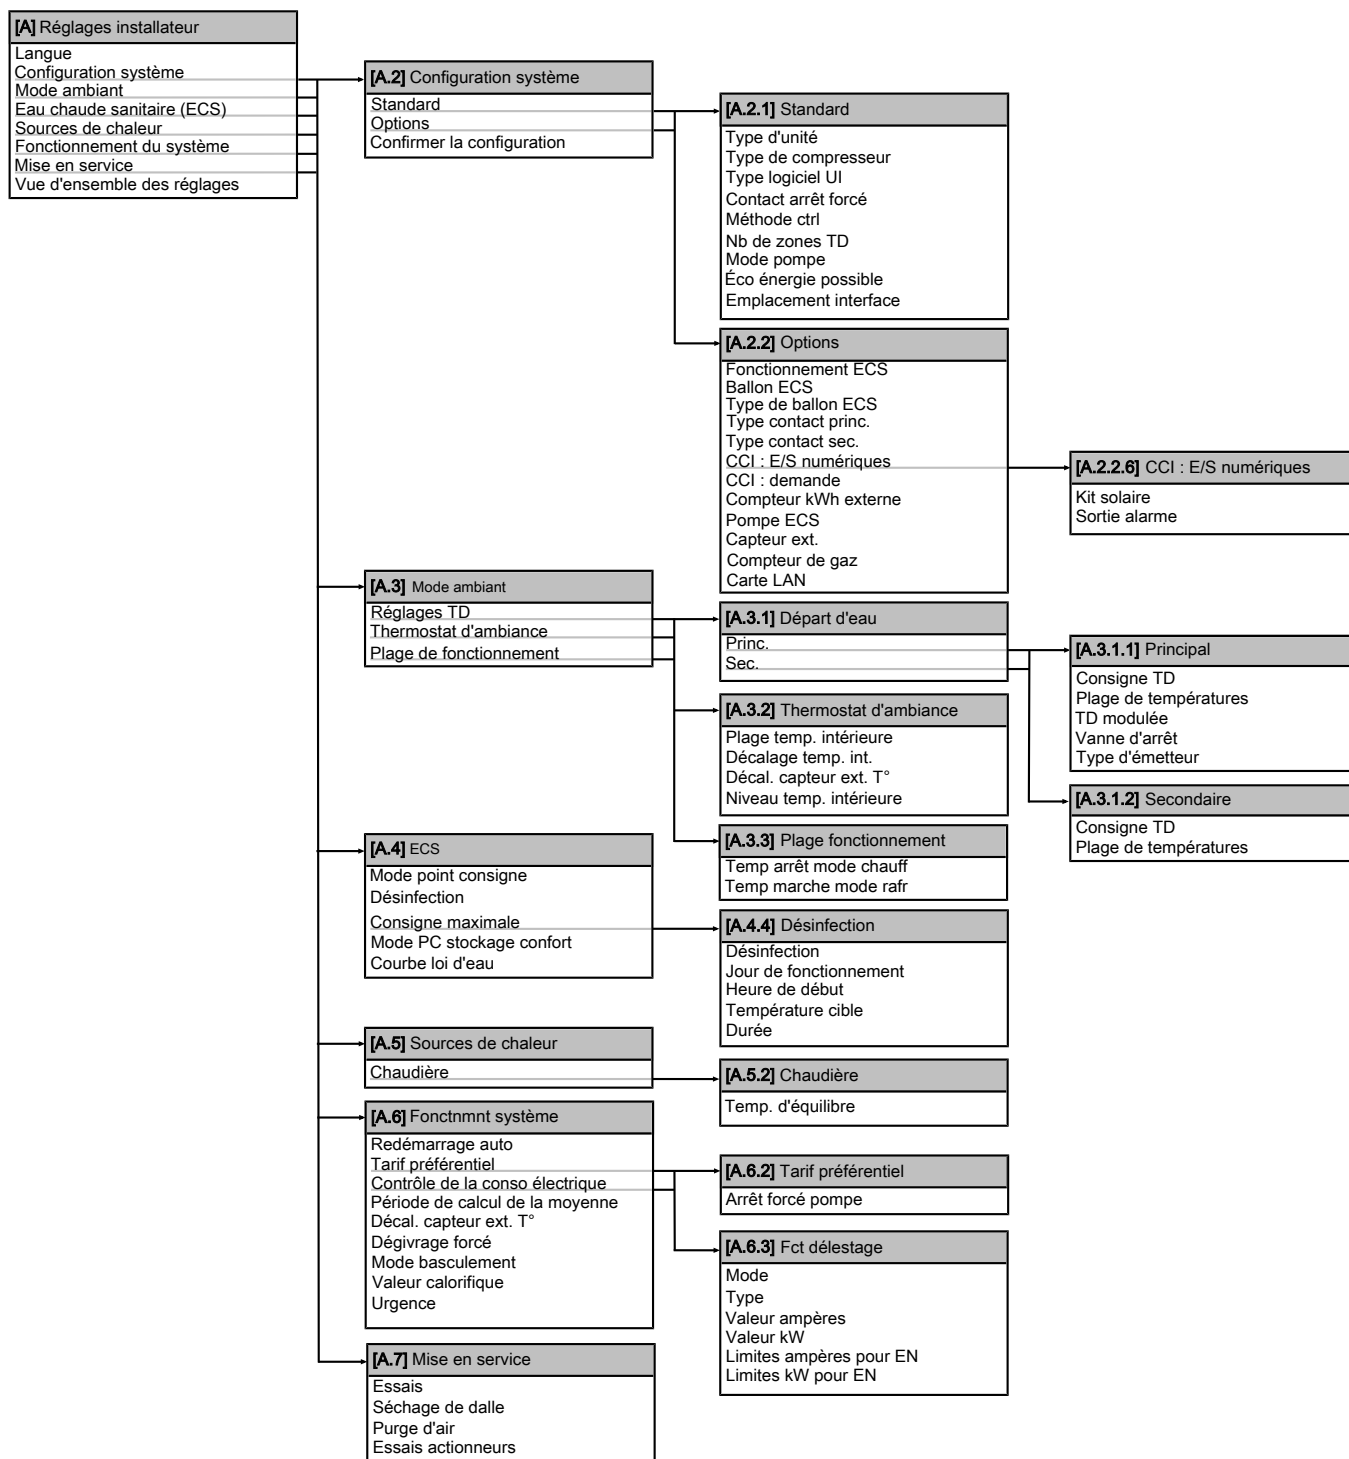 [A] Réglages installateur
Langue
Configuration système
Mode ambiant
Eau chaude sanitaire (ECS)
Sources de chaleur
Fonctionnement du système
Mise en service
Vue d'ensemble des réglages
[A.2] Configuration système
Standard
Options
Confirmer la configuration
[A.2.1] Standard
Type d'unité
Type de compresseur
Type logiciel UI
Contact arrêt forcé
Méthode ctrl
Nb de zones TD
Mode pompe
Éco énergie possible
Emplacement interface
[A.2.2] Options
Fonctionnement ECS
Ballon ECS
Type de ballon ECS
Type contact princ.
Type contact sec.
CCI : E/S numériques
CCI : demande
Compteur kWh externe
Pompe ECS
Capteur ext.
Compteur de gaz
Carte LAN
[A.2.2.6] CCI : E/S numériques
Kit solaire
Sortie alarme
[A.3] Mode ambiant
Réglages TD
Thermostat d'ambiance
Plage de fonctionnement
[A.3.1] Départ d'eau
Princ.
Sec.
[A.3.1.1] Principal
Consigne TD
Plage de températures
TD modulée
Vanne d'arrêt
Type d'émetteur
[A.3.1.2] Secondaire
Consigne TD
Plage de températures
[A.3.2] Thermostat d'ambiance
Plage temp. intérieure
Décalage temp. int.
Décal. capteur ext. T°
Niveau temp. intérieure
[A.3.3] Plage fonctionnement
Temp arrêt mode chauff
Temp marche mode rafr
[A.4] ECS
Mode point consigne
Désinfection
Consigne maximale
Mode PC stockage confort
Courbe loi d'eau
[A.4.4] Désinfection
Désinfection
Jour de fonctionnement
Heure de début
Température cible
Durée
[A.5] Sources de chaleur
Chaudière
[A.5.2] Chaudière
Temp. d'équilibre
[A.6] Fonctnmnt système
Redémarrage auto
Tarif préférentiel
Contrôle de la conso électrique
Période de calcul de la moyenne
Décal. capteur ext. T°
Dégivrage forcé
Mode basculement
Valeur calorifique
Urgence
[A.6.2] Tarif préférentiel
Arrêt forcé pompe
[A.6.3] Fct délestage
Mode
Type
Valeur ampères
Valeur kW
Limites ampères pour EN
Limites kW pour EN
[A.7] Mise en service
Essais
Séchage de dalle
Purge d'air
Essais actionneurs